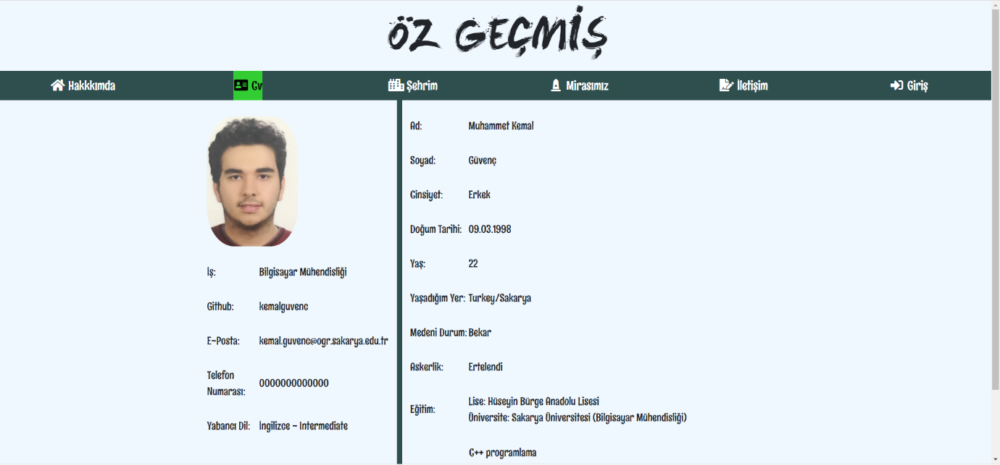 ÖZ GEÇMİŞ
Hakkkımda
Cv
Şehrim
Mirasımız
İletişim
Giriş
İş: Bilgisayar Mühendisliği
Github: kemalguvenc
E-Posta: kemal.guvenc@ogr.sakarya.edu.tr
Telefon
Numarası: 0000000000000
Yabancı Dil: İngilizce - Intermediate
Ad: Muhammet Kemal
Soyad: Güvenç
Cinsiyet: Erkek
Doğum Tarihi: 09.03.1998
Yaş: 22
Yaşadığım Yer: Turkey/Sakarya
Medeni Durum: Bekar
Askerlik: Ertelendi
Eğitim: Lise: Hüseyin Bürge Anadolu Lisesi
Üniversite: Sakarya Üniversitesi (Bilgisayar Mühendisliği)
C++ programlama